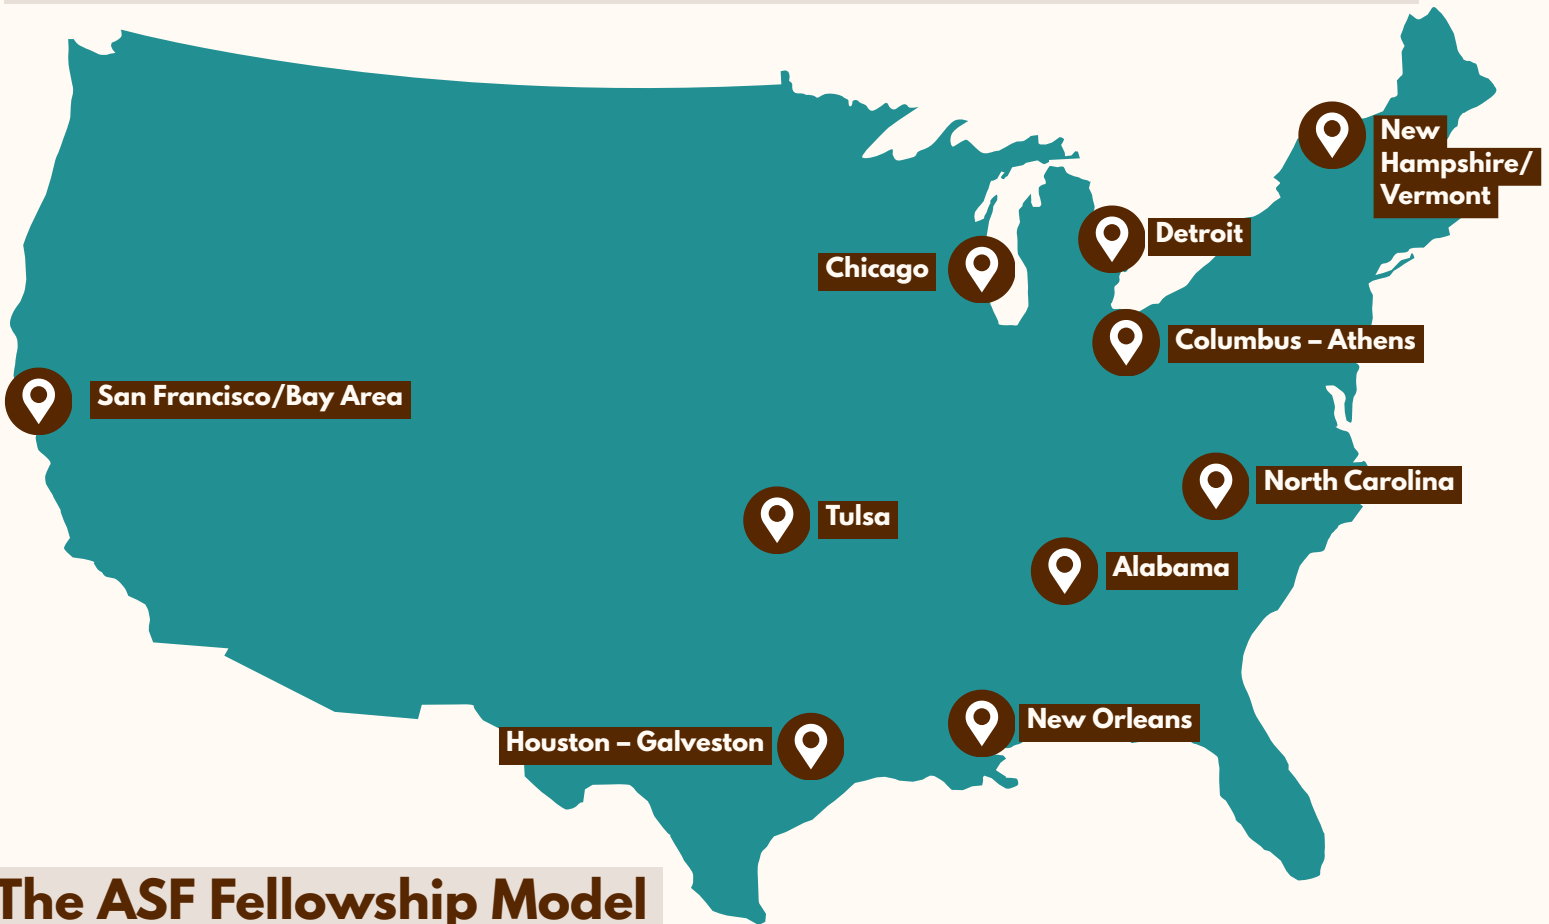 New
Hampshire/
Vermont
Detroit
Chicago
Columbus – Athens
San Francisco/Bay Area
North Carolina
Tulsa
Alabama
New Orleans
Houston – Galveston
The ASF Fellowship Model